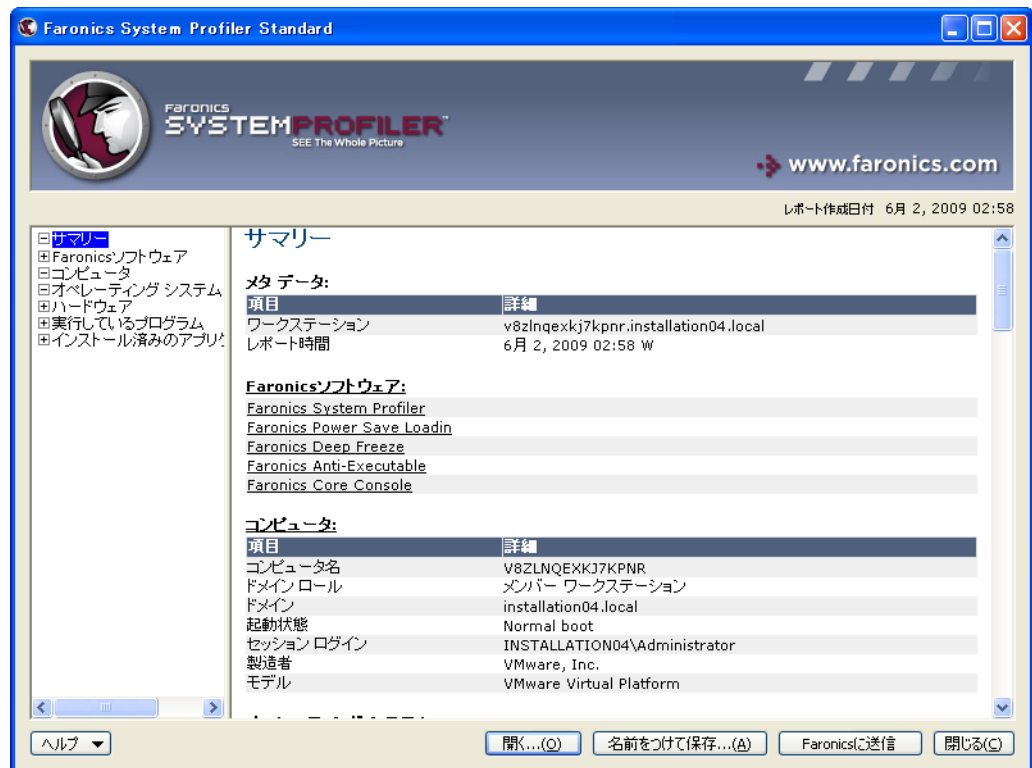 Faronics System Profiler Standard
Faronics
SYSTEMPROFILER™
SEE The Whole Picture
www.faronics.com
レポート作成日付 6月 2, 2009 02:58
サマリー
Faronicsソフトウェア
コンピュータ
オペレーティング システム
ハードウェア
実行しているプログラム
インストール済みのアプリケ
サマリー
メタ データ:
項目 詳細
ワークステーション v8zlnqexkj7kpnr.installation04.local
レポート時間 6月 2, 2009 02:58 W
Faronicsソフトウェア:
Faronics System Profiler
Faronics Power Save Loadin
Faronics Deep Freeze
Faronics Anti-Executable
Faronics Core Console
コンピュータ:
項目 詳細
コンピュータ名 V8ZLNQEXKJ7KPNR
ドメイン ロール メンバー ワークステーション
ドメイン installation04.local
起動状態 Normal boot
セッション ログイン INSTALLATION04\Administrator
製造者 VMware, Inc.
モデル VMware Virtual Platform
ヘルプ
開く...(O)
名前をつけて保存...(A)
Faronicsに送信
閉じる(C)